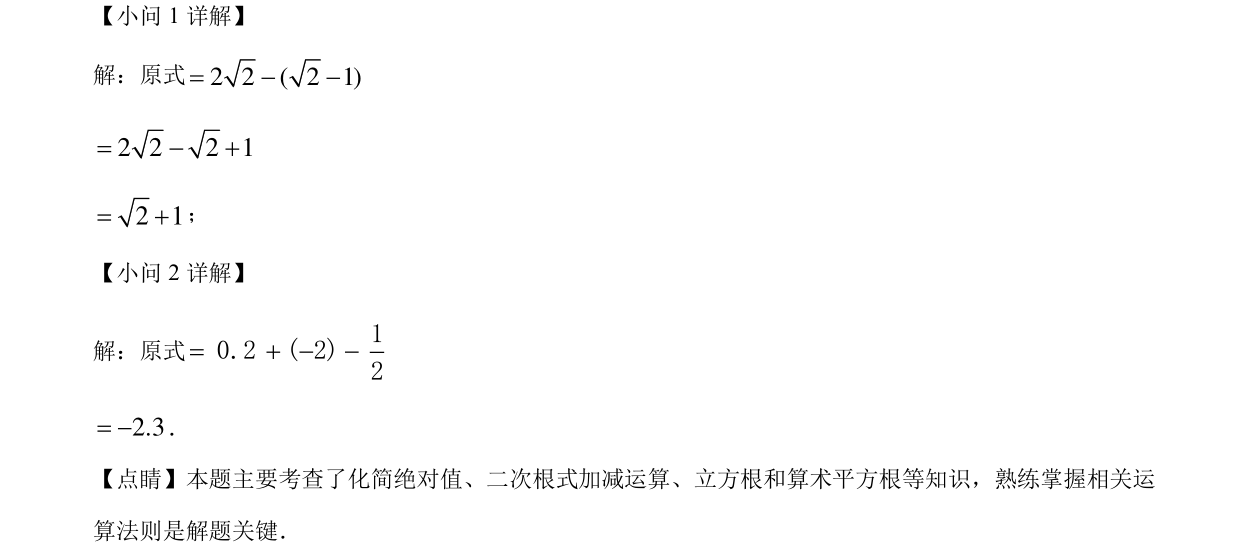 【小问 1 详解】
解：原式 = 2√2 − (√2 − 1)
= 2√2 − √2 + 1
= √2 + 1；
【小问 2 详解】
解：原式 = 0.2 + (−2) − 1/2
= −2.3．
【点睛】本题主要考查了化简绝对值、二次根式加减运算、立方根和算术平方根等知识，熟练掌握相关运
算法则是解题关键．